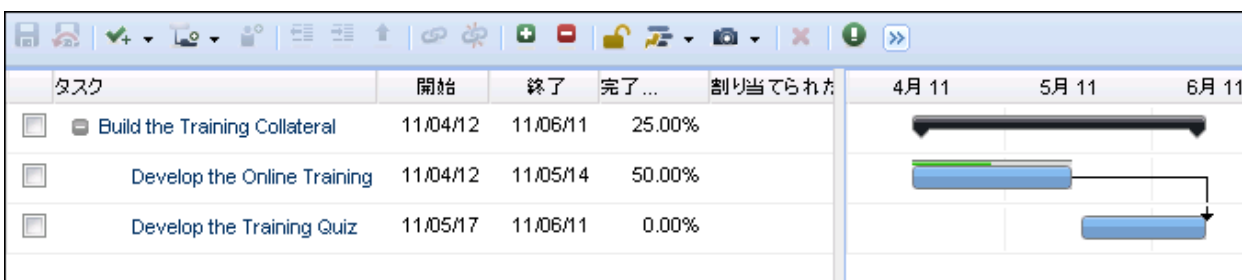 タスク 開始 終了 完了... 割り当てられた 4月 11 5月 11 6月 11
Build the Training Collateral 11/04/12 11/06/11 25.00%
Develop the Online Training 11/04/12 11/05/14 50.00%
Develop the Training Quiz 11/05/17 11/06/11 0.00%